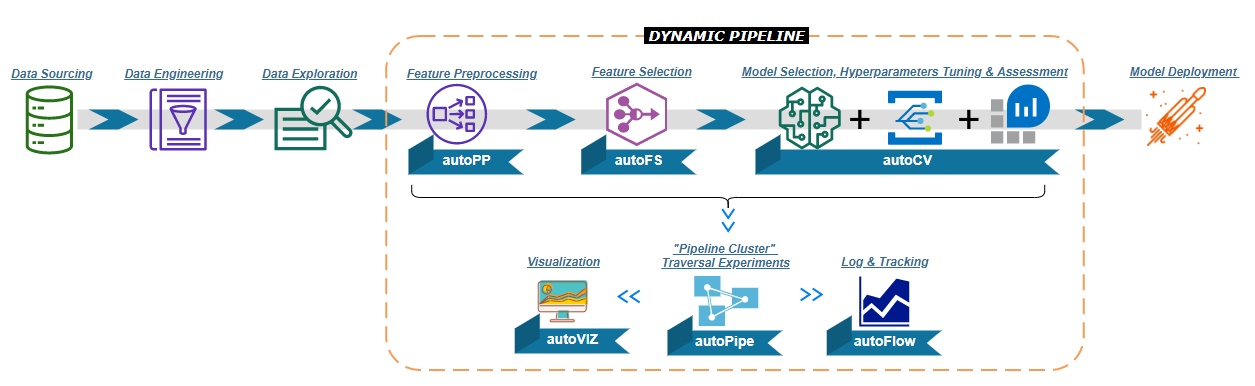 DYNAMIC PIPELINE
Data Sourcing
Data Engineering
Data Exploration
Feature Preprocessing
Feature Selection
Model Selection, Hyperparameters Tuning & Assessment
Model Deployment
autoPP
autoFS
autoCV
Visualization
"Pipeline Cluster"
Traversal Experiments
Log & Tracking
autoVIZ
autoPipe
autoFlow